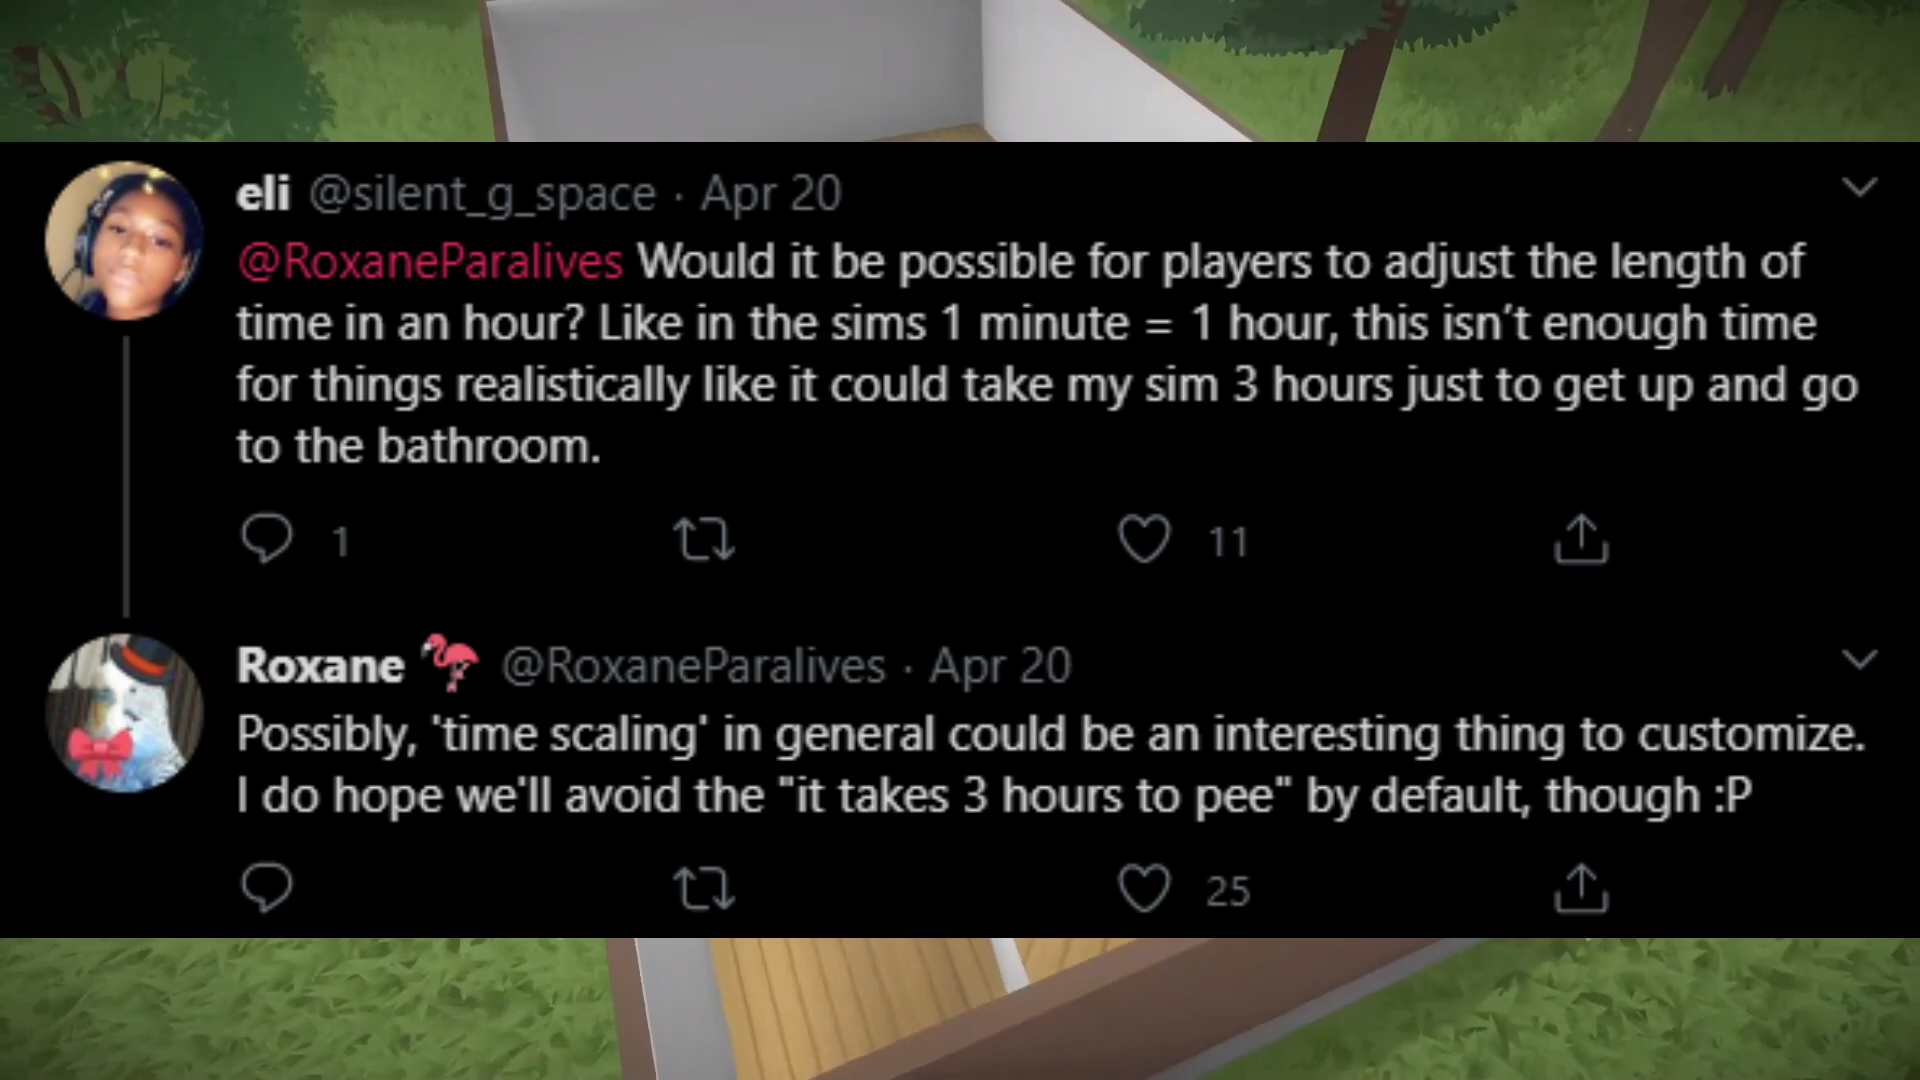 eli @silent_g_space · Apr 20
@RoxaneParalives Would it be possible for players to adjust the length of
time in an hour? Like in the sims 1 minute = 1 hour, this isn’t enough time
for things realistically like it could take my sim 3 hours just to get up and go
to the bathroom.
1 11
Roxane 🦩 @RoxaneParalives · Apr 20
Possibly, 'time scaling' in general could be an interesting thing to customize.
I do hope we'll avoid the "it takes 3 hours to pee" by default, though :P
25